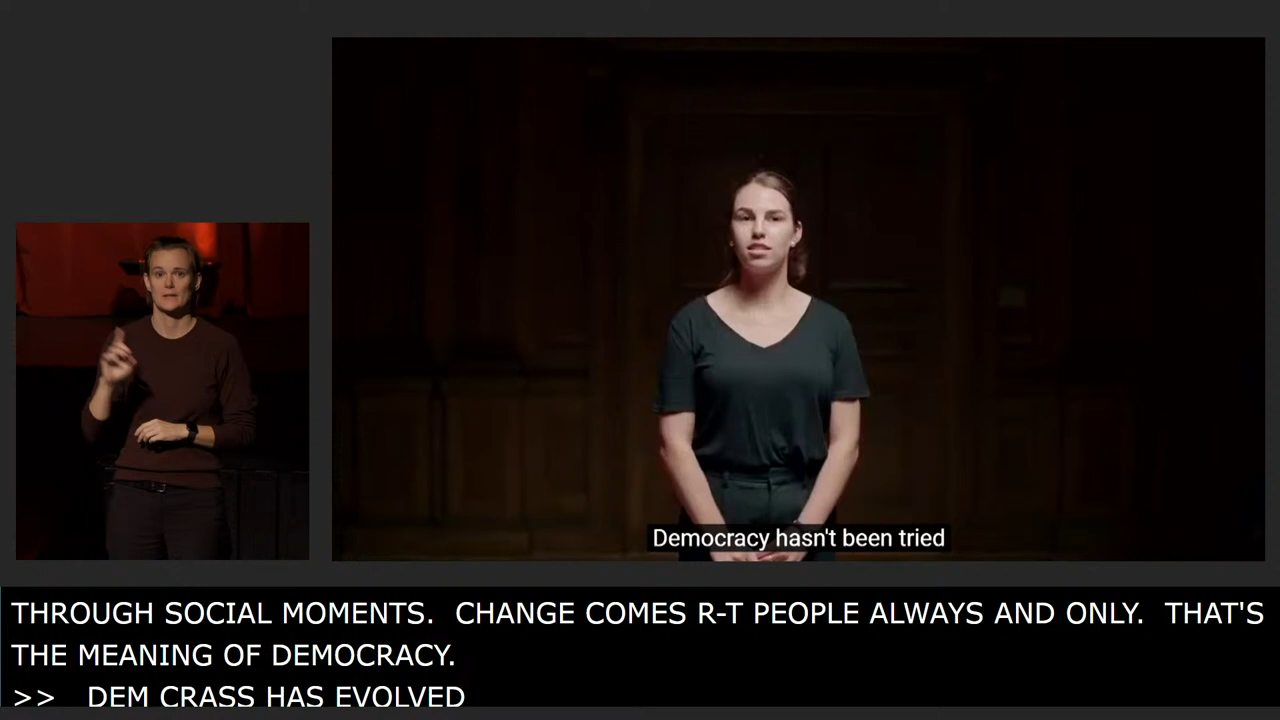 Democracy hasn't been tried
THROUGH SOCIAL MOMENTS.  CHANGE COMES R-T PEOPLE ALWAYS AND ONLY.  THAT'S
THE MEANING OF DEMOCRACY.
>>   DEM CRASS HAS EVOLVED